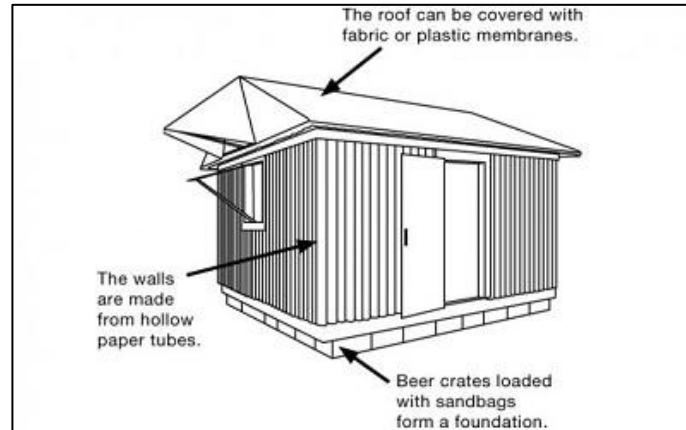 The roof can be covered with
fabric or plastic membranes.
The walls
are made
from hollow
paper tubes.
Beer crates loaded
with sandbags
form a foundation.